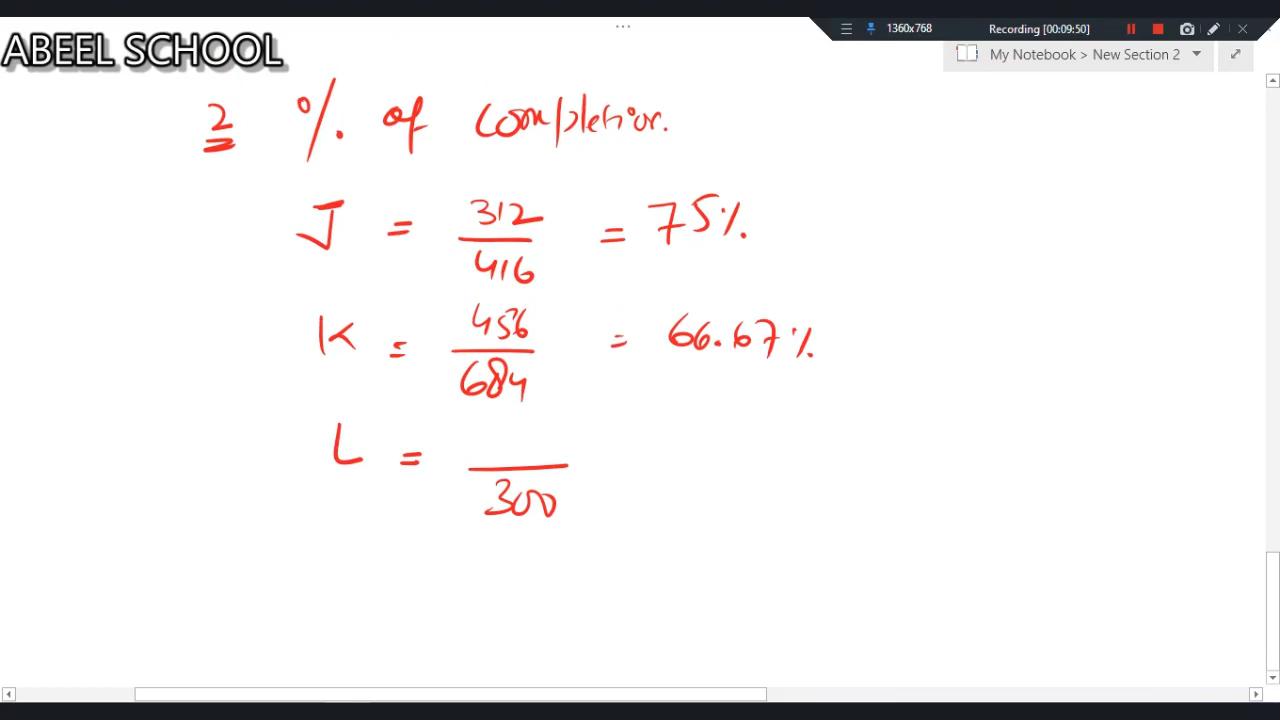 ABEEL SCHOOL
1360x768
Recording [00:09:50]
My Notebook > New Section 2
2 % of completion.
J = 312/416 = 75%
K = 456/684 = 66.67%
L = /300